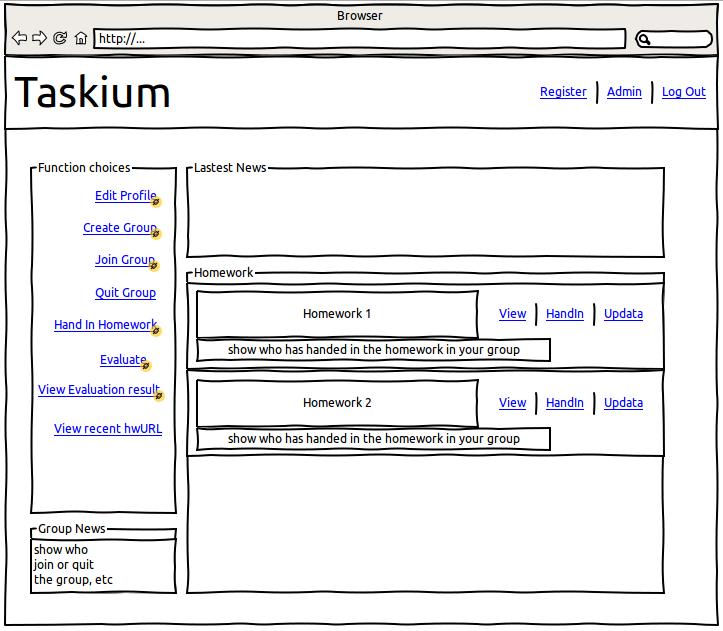 Browser
http://...
Taskium
Register
Admin
Log Out
Function choices
Edit Profile
Create Group
Join Group
Quit Group
Hand In Homework
Evaluate
View Evaluation result
View recent hwURL
Group News
show who
join or quit
the group, etc
Lastest News
Homework
Homework 1
View
HandIn
Updata
show who has handed in the homework in your group
Homework 2
View
HandIn
Updata
show who has handed in the homework in your group